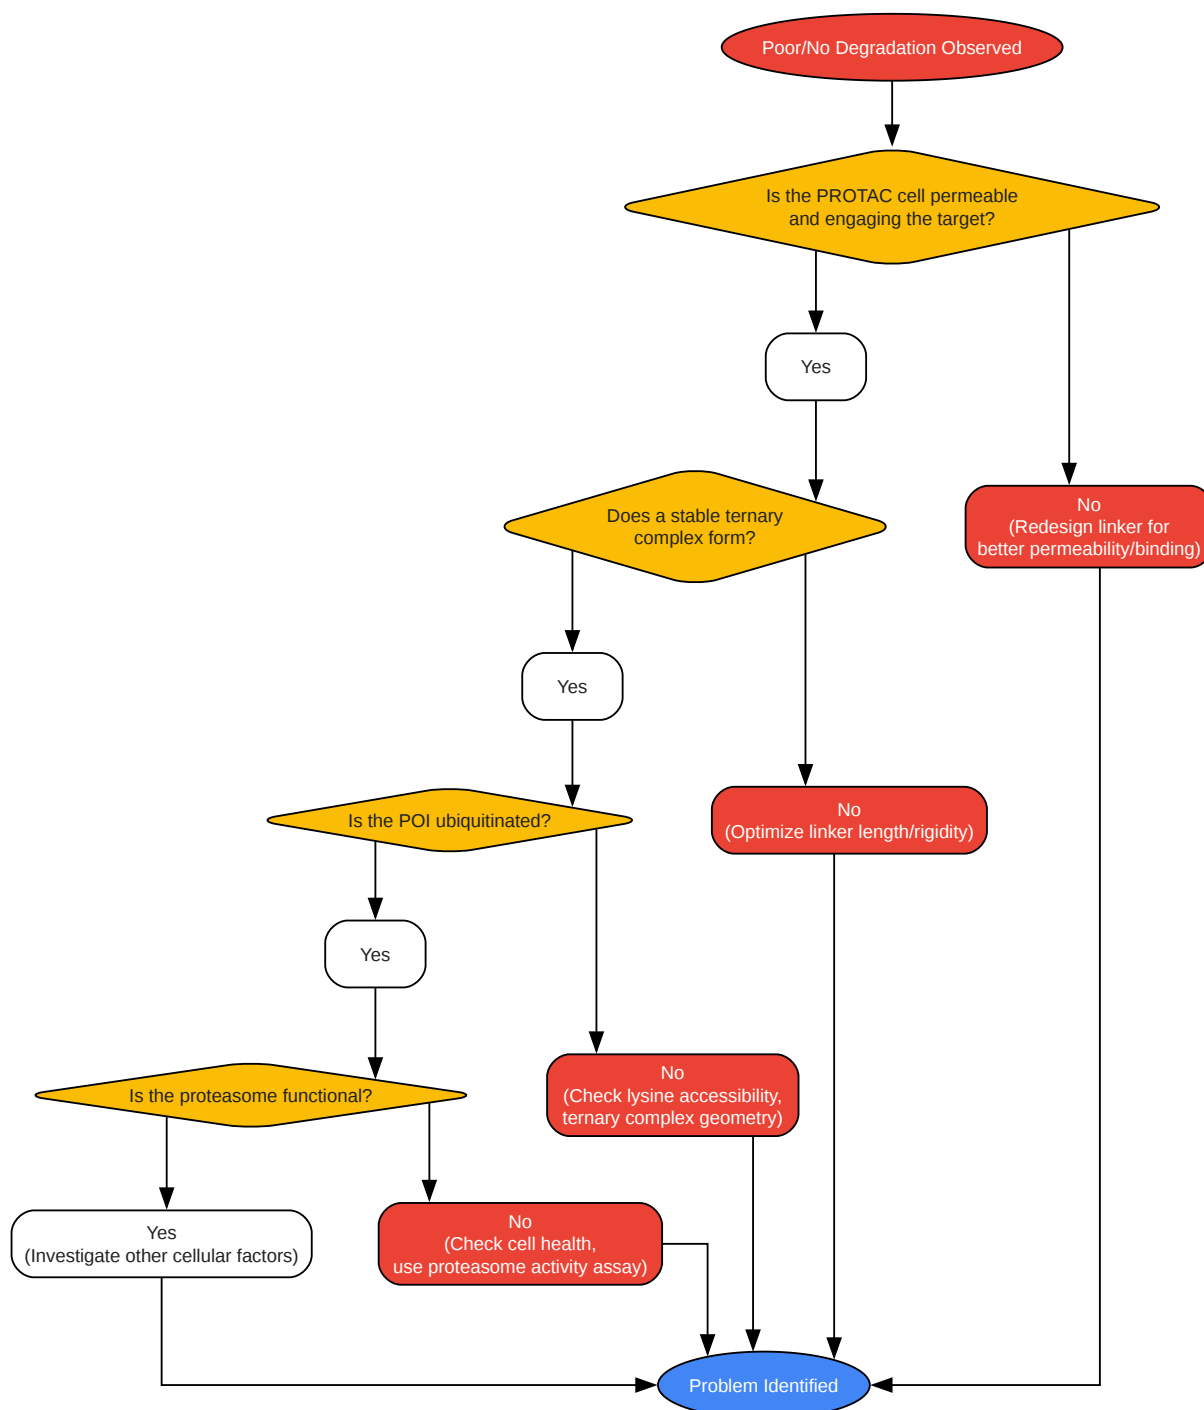 Poor/No Degradation Observed
Is the PROTAC cell permeable
and engaging the target?
Yes
No
(Redesign linker for
better permeability/binding)
Does a stable ternary
complex form?
Yes
No
(Optimize linker length/rigidity)
Is the POI ubiquitinated?
Yes
No
(Check lysine accessibility,
ternary complex geometry)
Is the proteasome functional?
Yes
(Investigate other cellular factors)
No
(Check cell health,
use proteasome activity assay)
Problem Identified